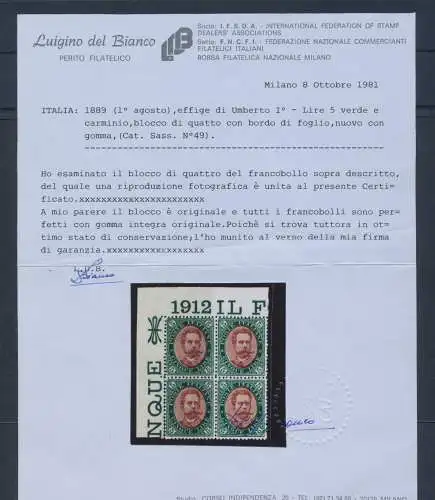 Luigino del Bianco
PERITO FILATELICO
LB
Socio: I.F.S.D.A. - INTERNATIONAL FEDERATION OF STAMP
DEALERS' ASSOCIATIONS
Socio: F.N.C.F.I. - FEDERAZIONE NAZIONALE COMMERCIANTI
FILATELICI ITALIANI
BORSA FILATELICA NAZIONALE MILANO
Milano 8 Ottobre 1981
ITALIA: 1889 (1° agosto),effige di Umberto I° - Lire 5 verde e
carminio,blocco di quatto con bordo di foglio,nuovo con
gomma,(Cat. Sass. N°49).
Ho esaminato il blocco di quattro del francobollo sopra descritto,
del quale una riproduzione fotografica è unita al presente Certi=
ficato.xxxxxxxxxxxxxxxxxxxxxxx
A mio parere il blocco è originale e tutti i francobolli sono per=
fetti con gomma integra originale.Poichè si trova tuttora in ot=
timo stato di conservazione;l'ho munito al verso della mia firma
di garanzia.xxxxxxxxxxxxxxxxxx
1912 IL F
NQUE
CORSO INDIPENDENZA
MILANO